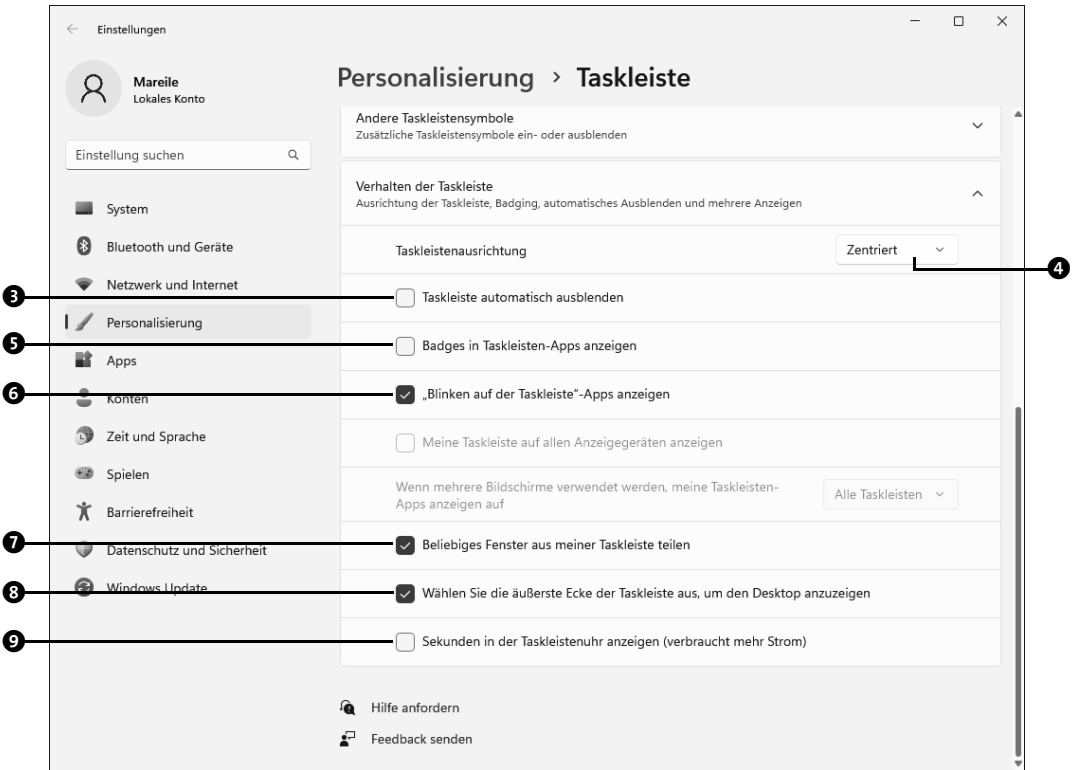 Einstellungen
Mareile
Lokales Konto
Einstellung suchen
System
Bluetooth und Geräte
Netzwerk und Internet
Personalisierung
Apps
Konten
Zeit und Sprache
Spielen
Barrierefreiheit
Datenschutz und Sicherheit
Windows Update
Personalisierung > Taskleiste
Andere Taskleistensymbole
Zusätzliche Taskleistensymbole ein- oder ausblenden
Verhalten der Taskleiste
Ausrichtung der Taskleiste, Badging, automatisches Ausblenden und mehrere Anzeigen
Taskleistenausrichtung Zentriert 4
3 Taskleiste automatisch ausblenden
5 Badges in Taskleisten-Apps anzeigen
6 „Blinken auf der Taskleiste“-Apps anzeigen
Meine Taskleiste auf allen Anzeigegeräten anzeigen
Wenn mehrere Bildschirme verwendet werden, meine Taskleisten-
Apps anzeigen auf Alle Taskleisten
7 Beliebiges Fenster aus meiner Taskleiste teilen
8 Wählen Sie die äußerste Ecke der Taskleiste aus, um den Desktop anzuzeigen
9 Sekunden in der Taskleistenuhr anzeigen (verbraucht mehr Strom)
Hilfe anfordern
Feedback senden